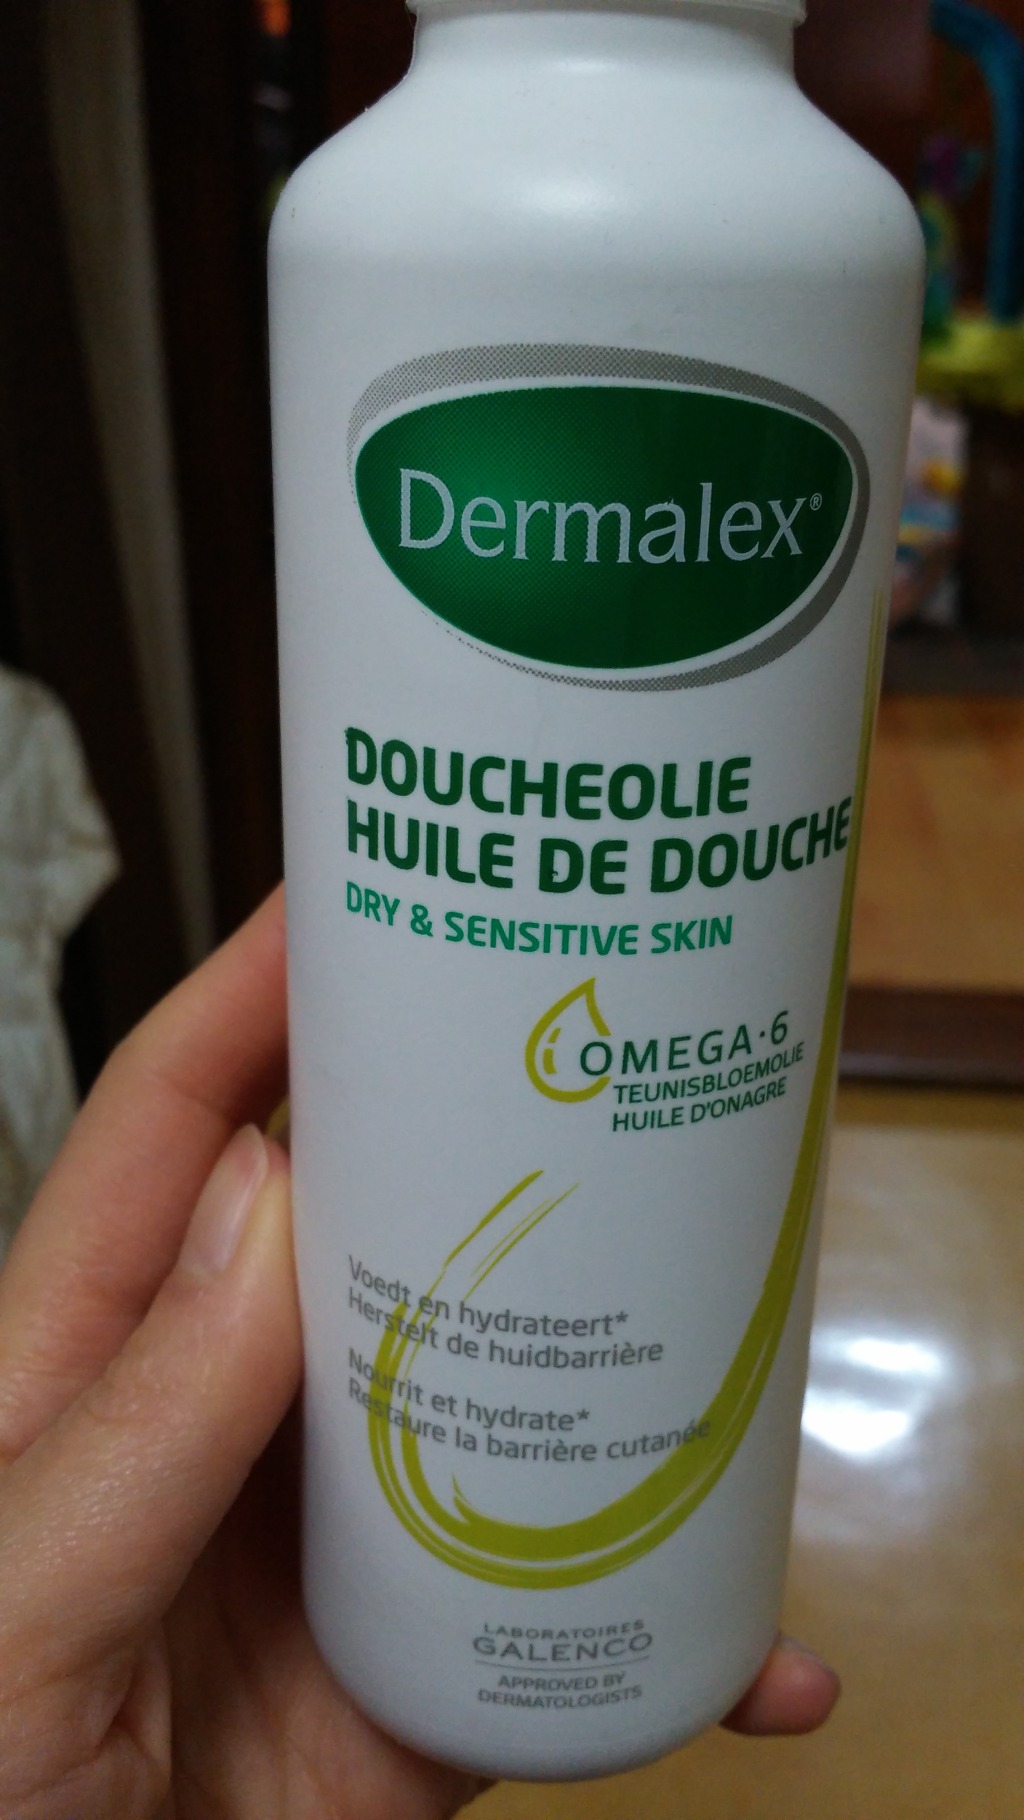 Dermalex®
DOUCHEOLIE
HUILE DE DOUCHE
DRY & SENSITIVE SKIN
OMEGA·6
TEUNISBLOEMOLIE
HUILE D'ONAGRE
Voedt en hydrateert*
Herstelt de huidbarrière
Nourrit et hydrate*
Restaure la barrière cutanée
LABORATOIRES
GALENCO
APPROVED BY
DERMATOLOGISTS